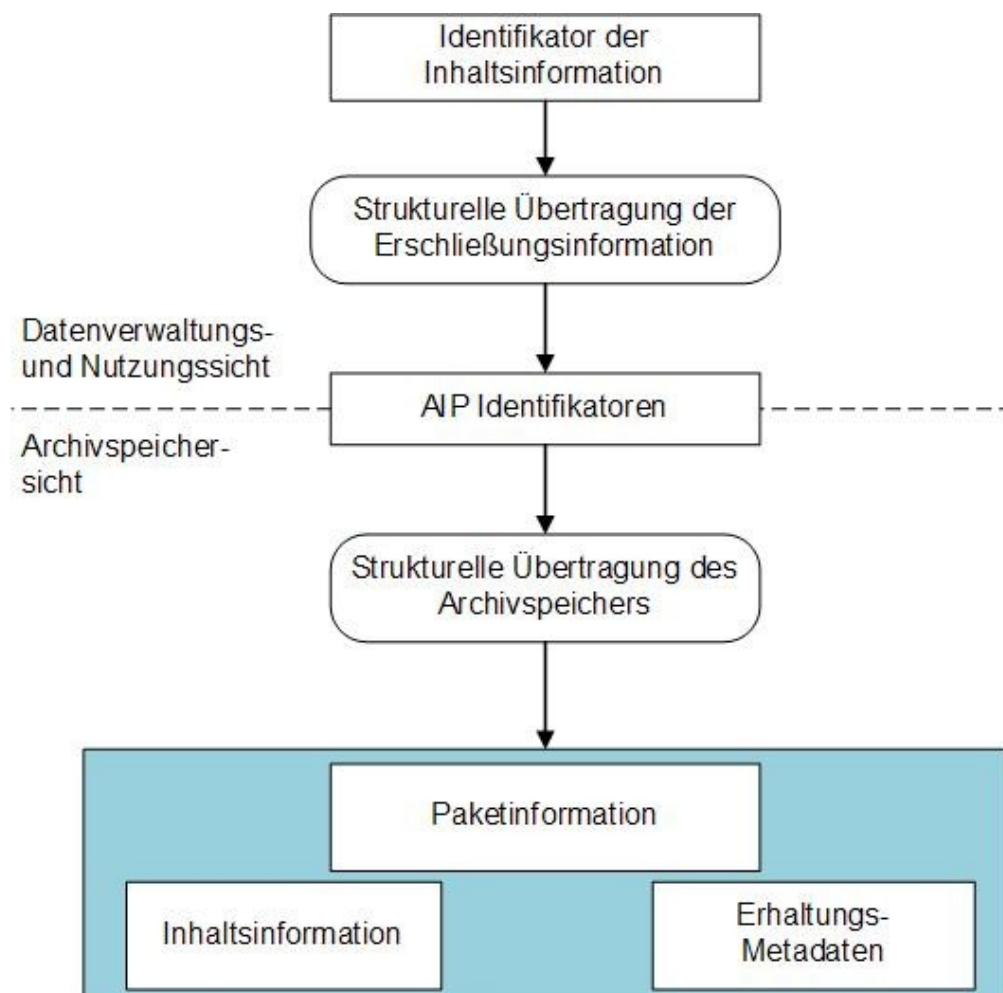 Identifikator der
Inhaltsinformation
Strukturelle Übertragung der
Erschließungsinformation
Datenverwaltungs-
und Nutzungssicht
AIP Identifikatoren
Archivspeicher-
sicht
Strukturelle Übertragung des
Archivspeichers
Paketinformation
Inhaltsinformation
Erhaltungs-
Metadaten